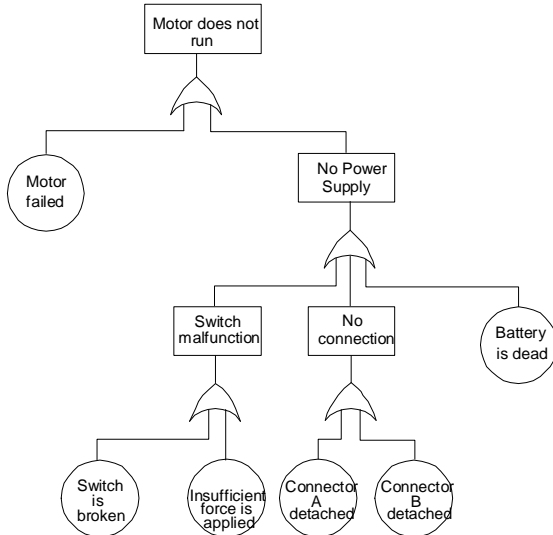 Motor does not
run
Motor
failed
No Power
Supply
Switch
malfunction
No
connection
Battery
is dead
Switch
is
broken
Insufficient
force is
applied
Connector
A
detached
Connector
B
detached